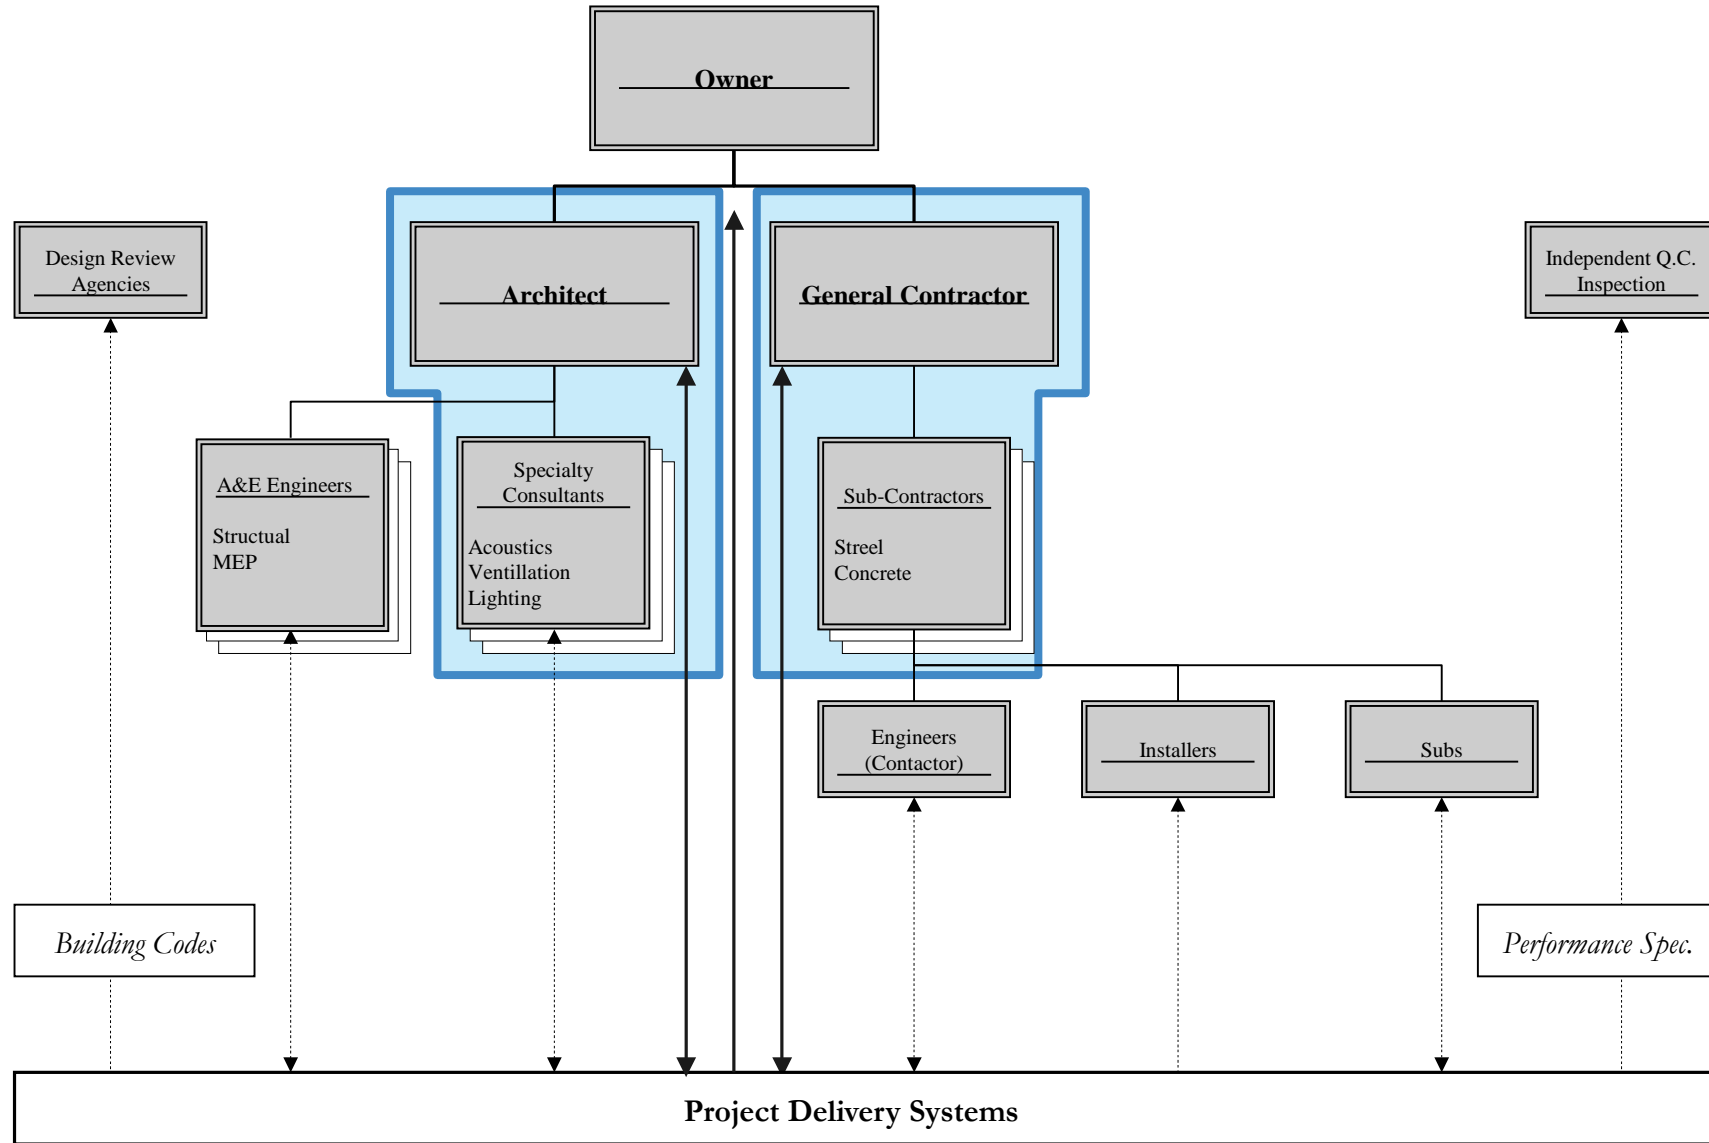 Owner
Design Review
Agencies
Architect
General Contractor
Independent Q.C.
Inspection
A&E Engineers
Structual
MEP
Specialty
Consultants
Acoustics
Ventillation
Lighting
Sub-Contractors
Streel
Concrete
Engineers
(Contactor)
Installers
Subs
Building Codes
Performance Spec.
Project Delivery Systems